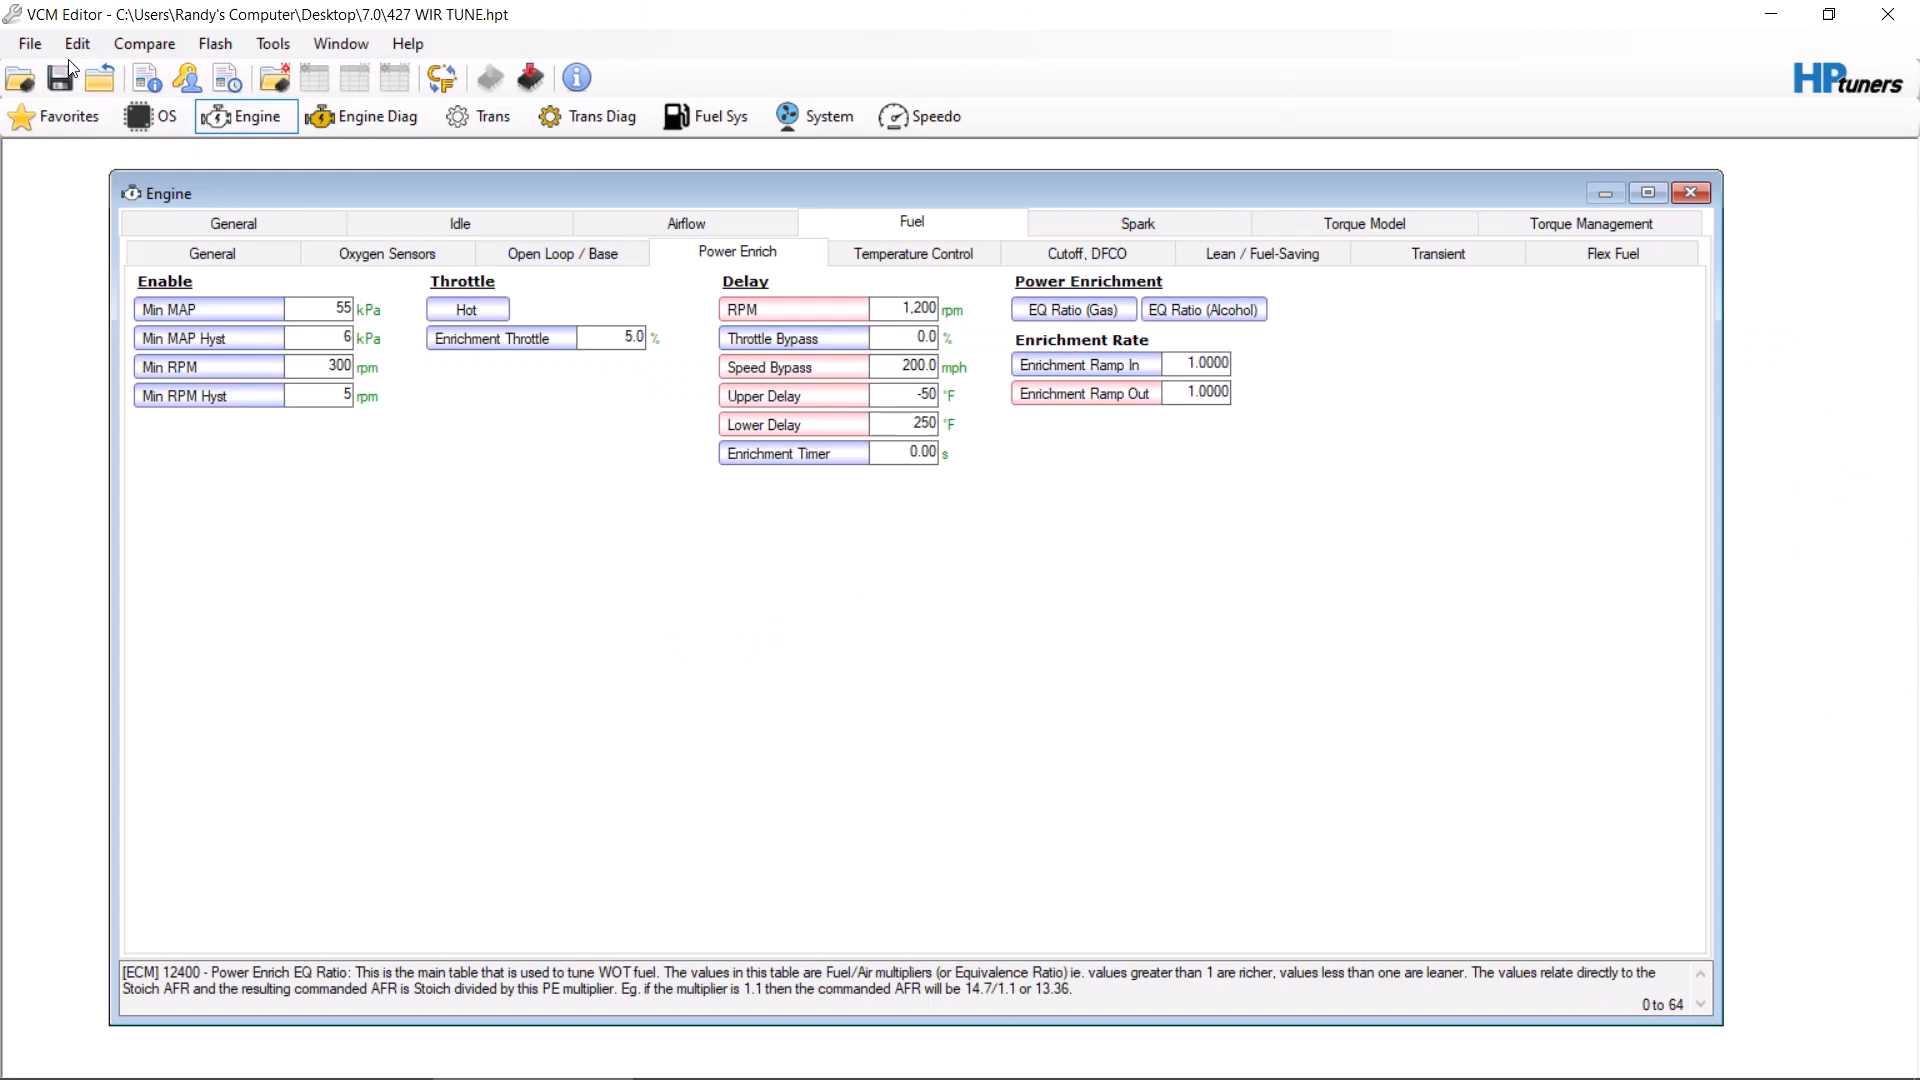 VCM Editor - C:\Users\Randy's Computer\Desktop\7.0\427 WIR TUNE.hpt
File Edit Compare Flash Tools Window Help
HPtuners
Favorites OS Engine Engine Diag Trans Trans Diag Fuel Sys System Speedo
Engine
General Idle Airflow Fuel Spark Torque Model Torque Management
General Oxygen Sensors Open Loop / Base Power Enrich Temperature Control Cutoff, DFCO Lean / Fuel-Saving Transient Flex Fuel
Enable Throttle Delay Power Enrichment
Min MAP 55 kPa Hot RPM 1,200 rpm EQ Ratio (Gas) EQ Ratio (Alcohol)
Min MAP Hyst 6 kPa Enrichment Throttle 5.0 % Throttle Bypass 0.0 % Enrichment Rate
Min RPM 300 rpm Speed Bypass 200.0 mph Enrichment Ramp In 1.0000
Min RPM Hyst 5 rpm Upper Delay -50 °F Enrichment Ramp Out 1.0000
Lower Delay 250 °F
Enrichment Timer 0.00 s
[ECM] 12400 - Power Enrich EQ Ratio: This is the main table that is used to tune WOT fuel. The values in this table are Fuel/Air multipliers (or Equivalence Ratio) ie. values greater than 1 are richer, values less than one are leaner. The values relate directly to the
Stoich AFR and the resulting commanded AFR is Stoich divided by this PE multiplier. Eg. if the multiplier is 1.1 then the commanded AFR will be 14.7/1.1 or 13.36.
0 to 64